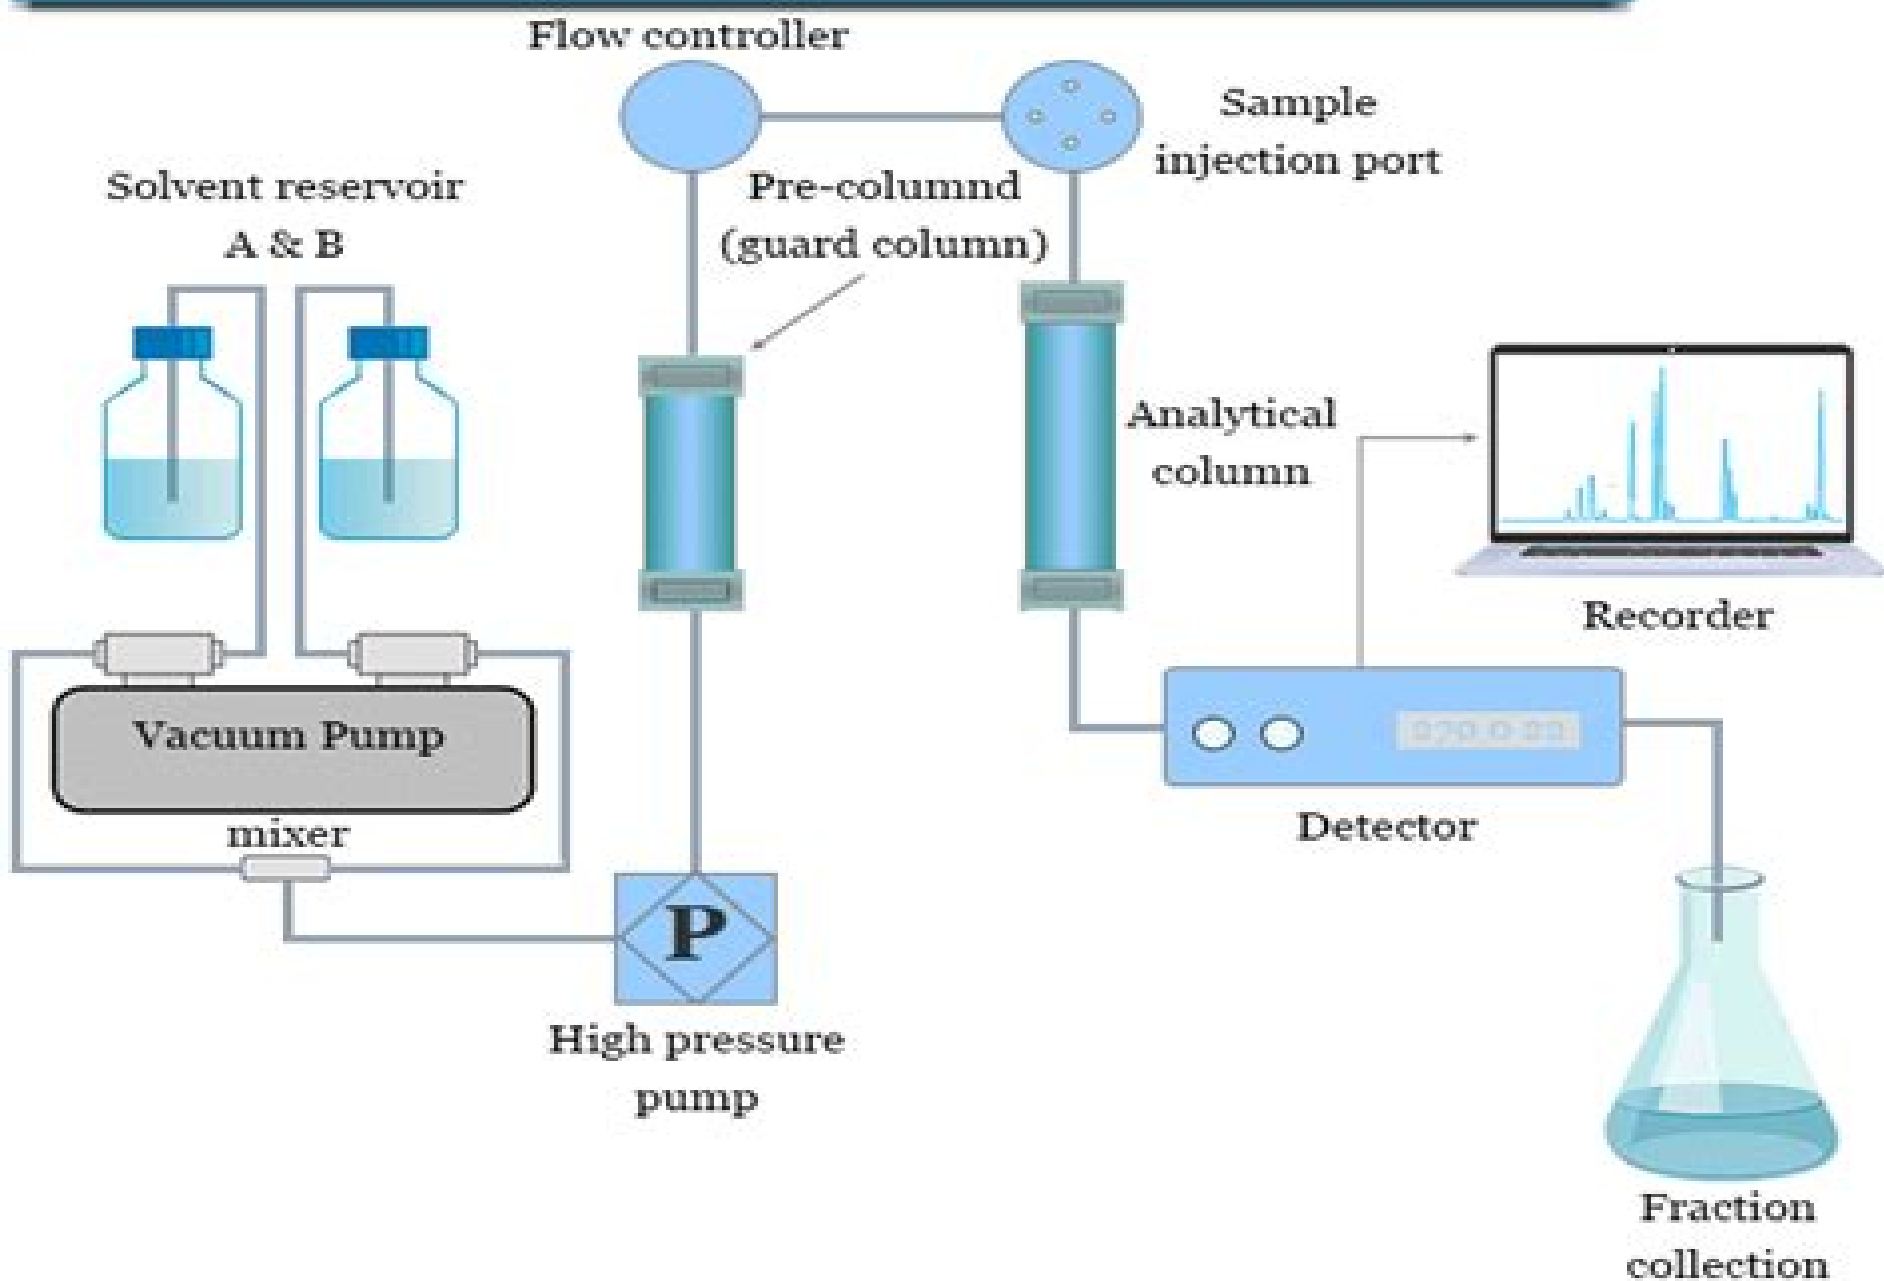 Flow controller
Sample
injection port
Solvent reservoir
A & B
Pre-columnd
(guard column)
Analytical
column
Recorder
Vacuum Pump
mixer
Detector
P
High pressure
pump
Fraction
collection